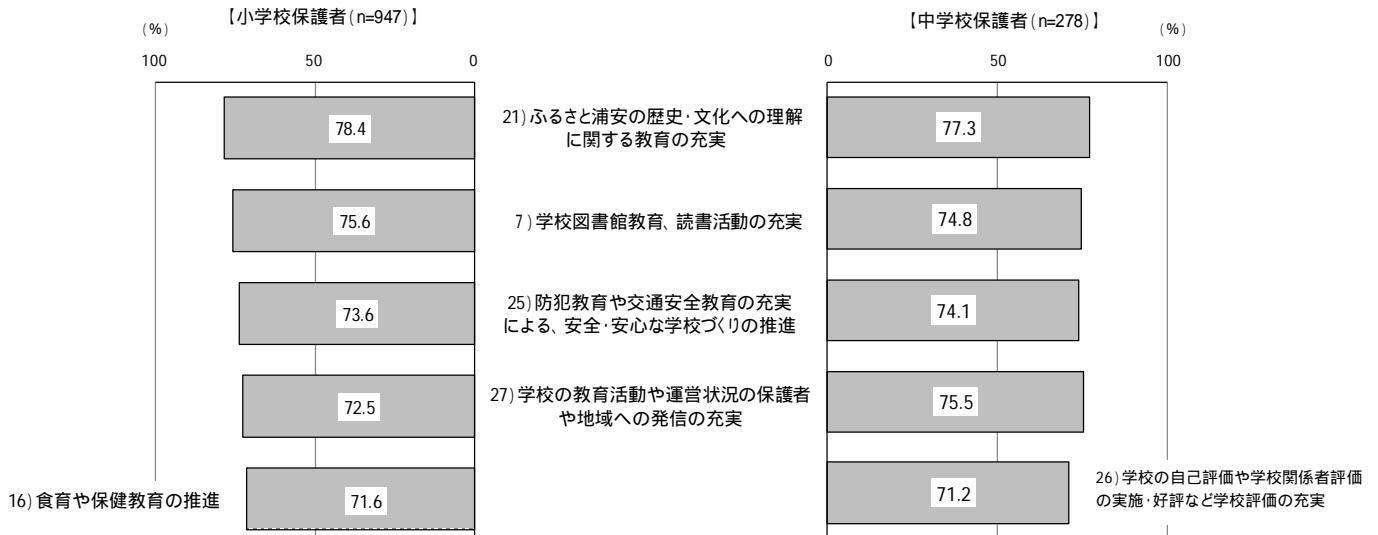 【小学校保護者(n=947)】
【中学校保護者(n=278)】
(%)
(%)
100 50 0
0 50 100
78.4
21)ふるさと浦安の歴史・文化への理解
に関する教育の充実
77.3
75.6
7)学校図書館教育、読書活動の充実
74.8
73.6
25)防犯教育や交通安全教育の充実
による、安全・安心な学校づくりの推進
74.1
72.5
27)学校の教育活動や運営状況の保護者
や地域への発信の充実
75.5
16)食育や保健教育の推進
71.6
71.2
26)学校の自己評価や学校関係者評価
の実施・好評など学校評価の充実